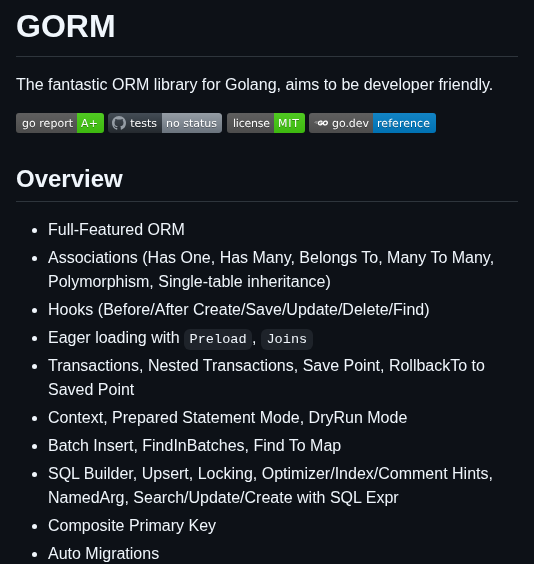 GORM
The fantastic ORM library for Golang, aims to be developer friendly.
go report A+ tests no status license MIT go.dev reference
Overview
• Full-Featured ORM
• Associations (Has One, Has Many, Belongs To, Many To Many,
Polymorphism, Single-table inheritance)
• Hooks (Before/After Create/Save/Update/Delete/Find)
• Eager loading with Preload, Joins
• Transactions, Nested Transactions, Save Point, RollbackTo to
Saved Point
• Context, Prepared Statement Mode, DryRun Mode
• Batch Insert, FindInBatches, Find To Map
• SQL Builder, Upsert, Locking, Optimizer/Index/Comment Hints,
NamedArg, Search/Update/Create with SQL Expr
• Composite Primary Key
• Auto Migrations